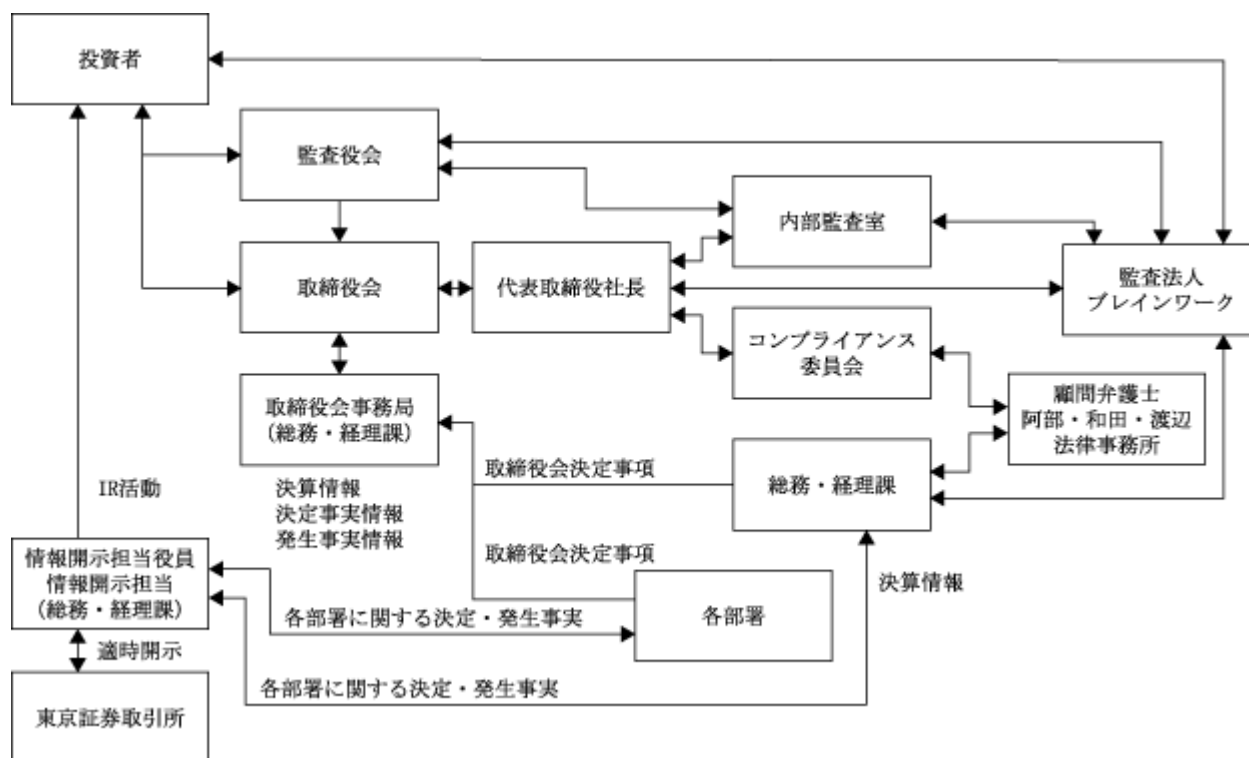 投資者
監査役会
内部監査室
取締役会
代表取締役社長
監査法人
ブレインワーク
コンプライアンス
委員会
取締役会事務局
(総務・経理課)
顧問弁護士
阿部・和田・渡辺
法律事務所
取締役会決定事項
総務・経理課
IR活動
決算情報
決定事実情報
発生事実情報
取締役会決定事項
情報開示担当役員
情報開示担当
(総務・経理課)
決算情報
各部署
各部署に関する決定・発生事実
適時開示
各部署に関する決定・発生事実
東京証券取引所